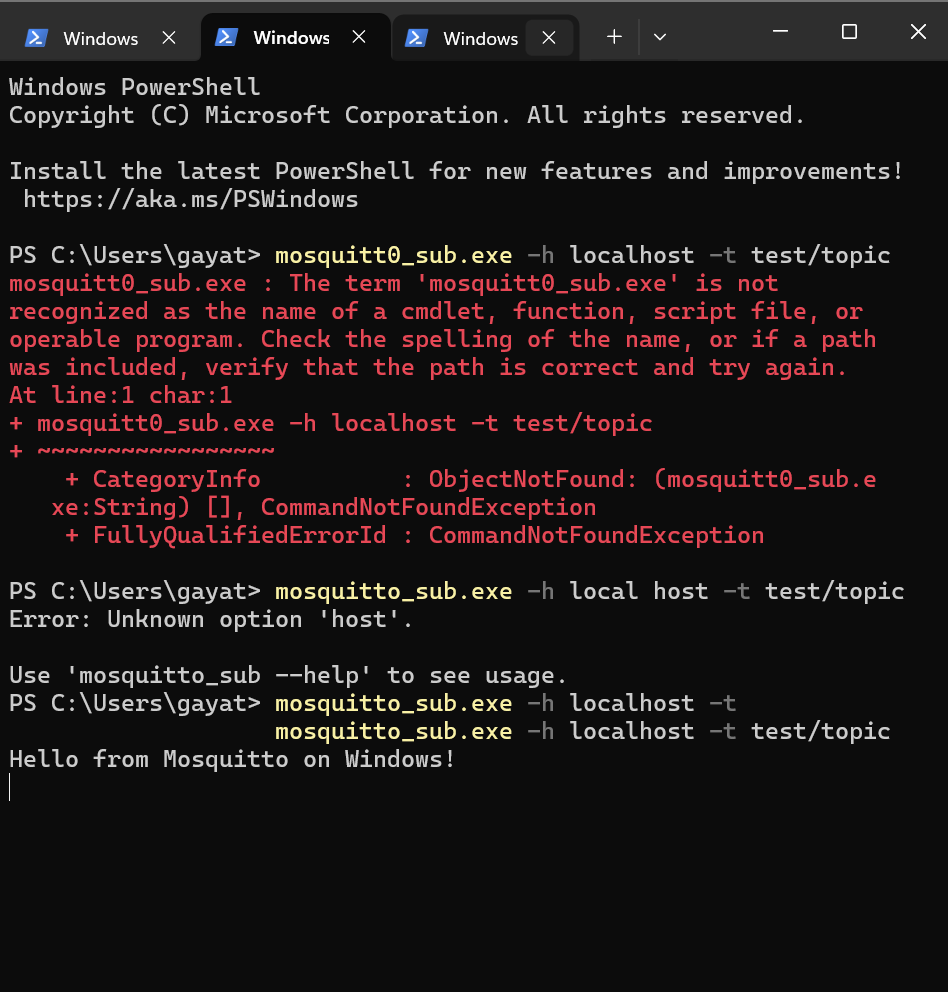 Windows
Windows
Windows
Windows PowerShell
Copyright (C) Microsoft Corporation. All rights reserved.
Install the latest PowerShell for new features and improvements!
https://aka.ms/PSWindows
PS C:\Users\gayat> mosquitt0_sub.exe -h localhost -t test/topic
mosquitt0_sub.exe : The term 'mosquitt0_sub.exe' is not
recognized as the name of a cmdlet, function, script file, or
operable program. Check the spelling of the name, or if a path
was included, verify that the path is correct and try again.
At line:1 char:1
+ mosquitt0_sub.exe -h localhost -t test/topic
+ ~~~~~~~~~~~~~~~~~
+ CategoryInfo : ObjectNotFound: (mosquitt0_sub.e
xe:String) [], CommandNotFoundException
+ FullyQualifiedErrorId : CommandNotFoundException
PS C:\Users\gayat> mosquitto_sub.exe -h local host -t test/topic
Error: Unknown option 'host'.
Use 'mosquitto_sub --help' to see usage.
PS C:\Users\gayat> mosquitto_sub.exe -h localhost -t
mosquitto_sub.exe -h localhost -t test/topic
Hello from Mosquitto on Windows!